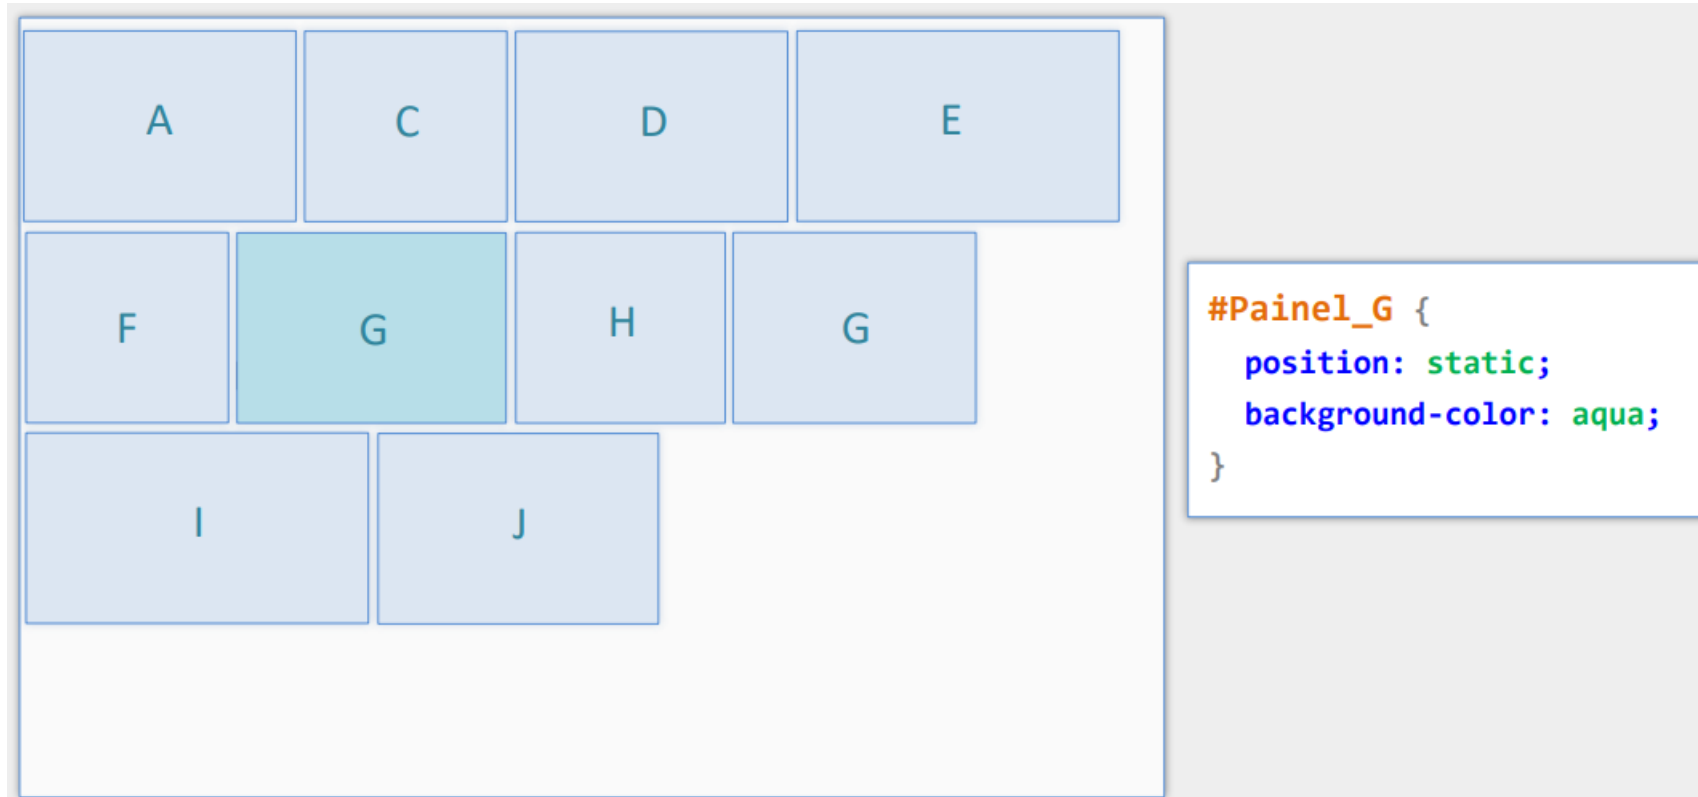 A C D E
F G H G
I J
#Painel_G {
position: static;
background-color: aqua;
}